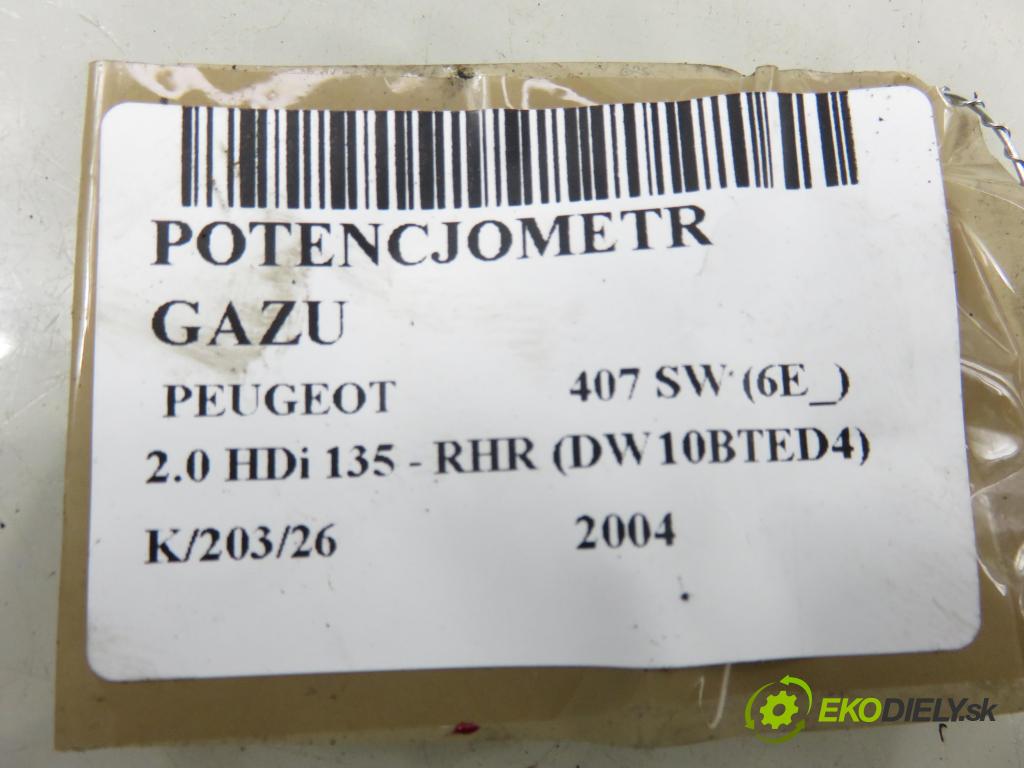 POTENCJOMETR
GAZU
PEUGEOT 407 SW (6E_)
2.0 HDi 135 - RHR (DW10BTED4)
K/203/26 2004
EKODIELY.sk